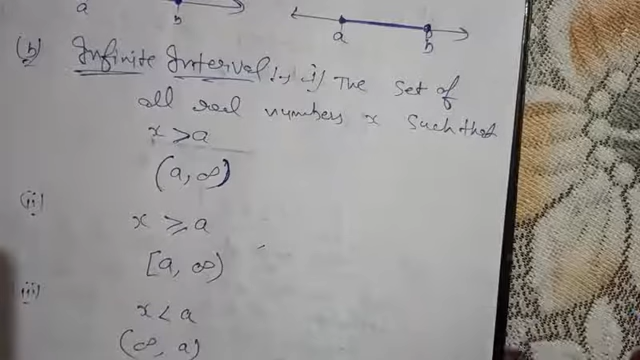 a b
a b
(b) Infinite Interval :- i) The set of
all real numbers x such that
x > a
(a, ∞)
(ii)
x ≥ a
[a, ∞)
(iii)
x < a
(∞, a)